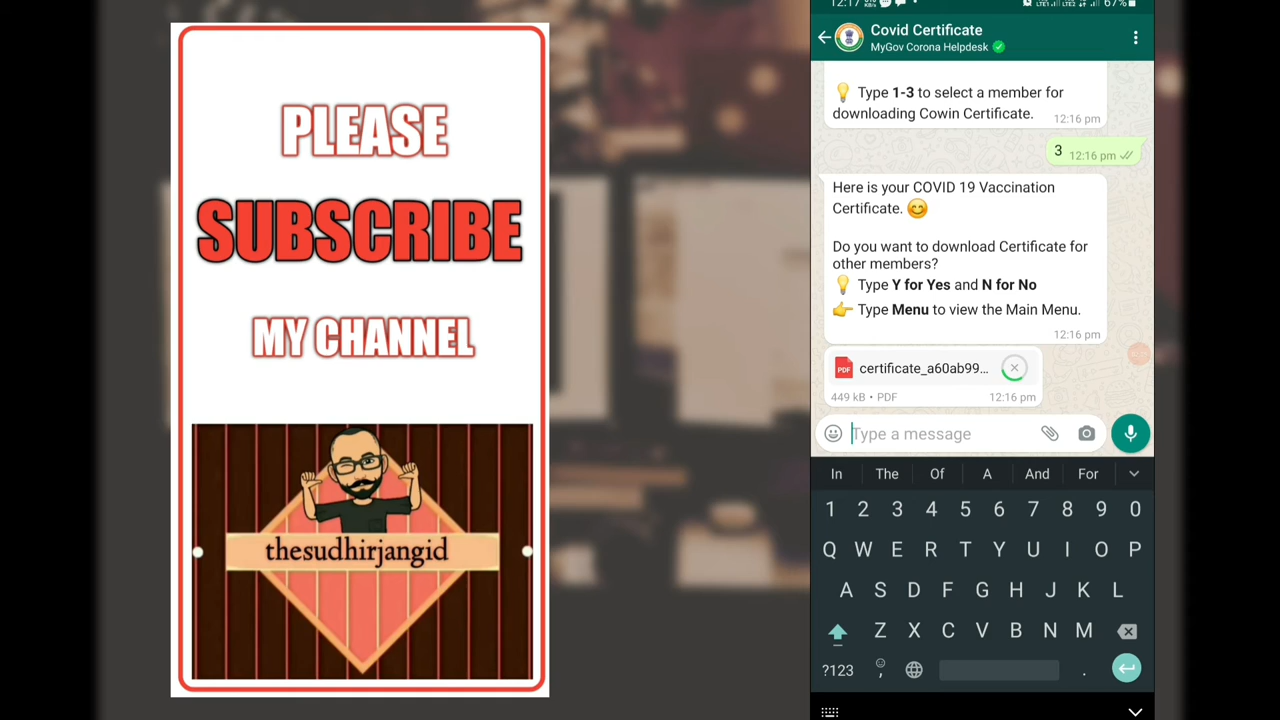 PLEASE
SUBSCRIBE
MY CHANNEL
thesudhirjangid
12:17
67%
Covid Certificate
MyGov Corona Helpdesk
Type 1-3 to select a member for
downloading Cowin Certificate.
12:16 pm
3 12:16 pm
Here is your COVID 19 Vaccination
Certificate. 😊
Do you want to download Certificate for
other members?
💡 Type Y for Yes and N for No
👉 Type Menu to view the Main Menu.
12:16 pm
PDF certificate_a60ab99...
449 kB • PDF 12:16 pm
Type a message
In The Of A And For
1 2 3 4 5 6 7 8 9 0
Q W E R T Y U I O P
A S D F G H J K L
Z X C V B N M
?123 , .